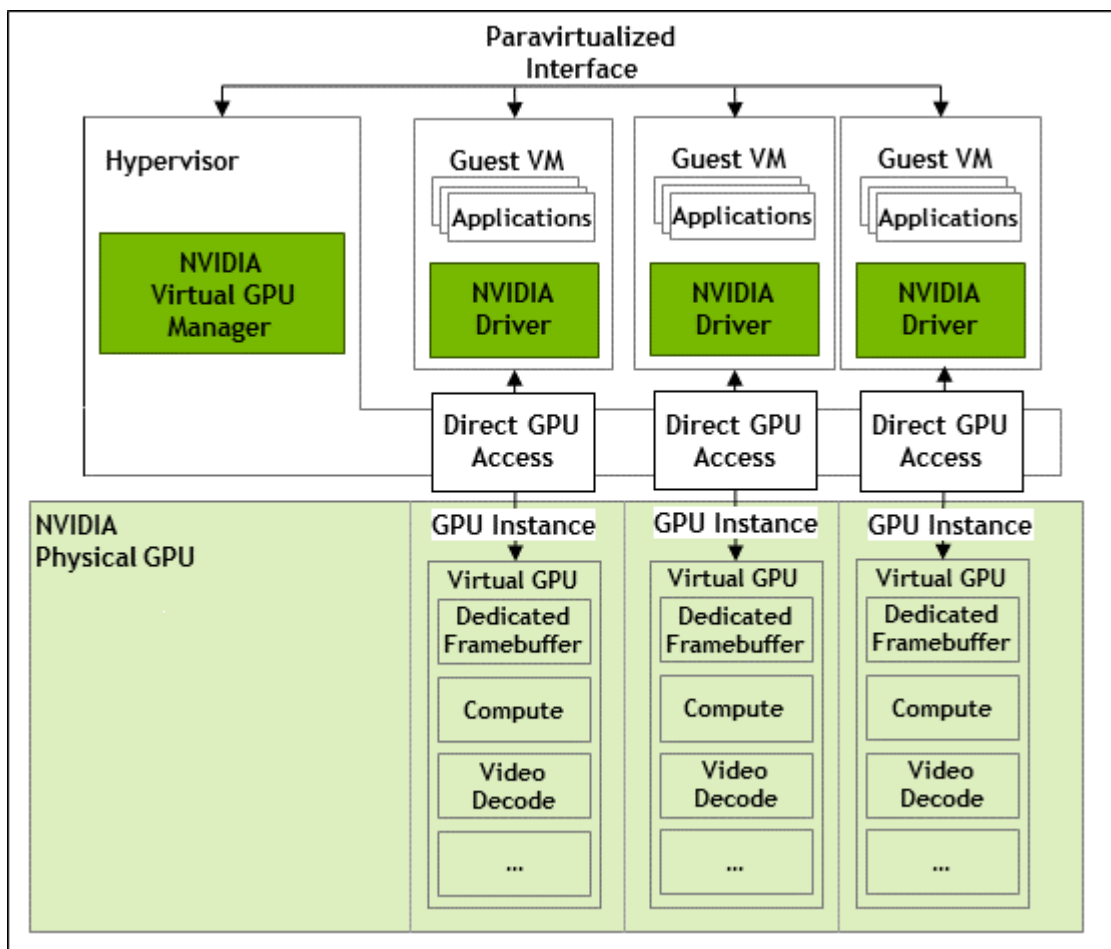 Paravirtualized
Interface
Hypervisor
NVIDIA
Virtual GPU
Manager
Guest VM
Applications
NVIDIA
Driver
Guest VM
Applications
NVIDIA
Driver
Guest VM
Applications
NVIDIA
Driver
Direct GPU
Access
Direct GPU
Access
Direct GPU
Access
NVIDIA
Physical GPU
GPU Instance
Virtual GPU
Dedicated
Framebuffer
Compute
Video
Decode
...
GPU Instance
Virtual GPU
Dedicated
Framebuffer
Compute
Video
Decode
...
GPU Instance
Virtual GPU
Dedicated
Framebuffer
Compute
Video
Decode
...